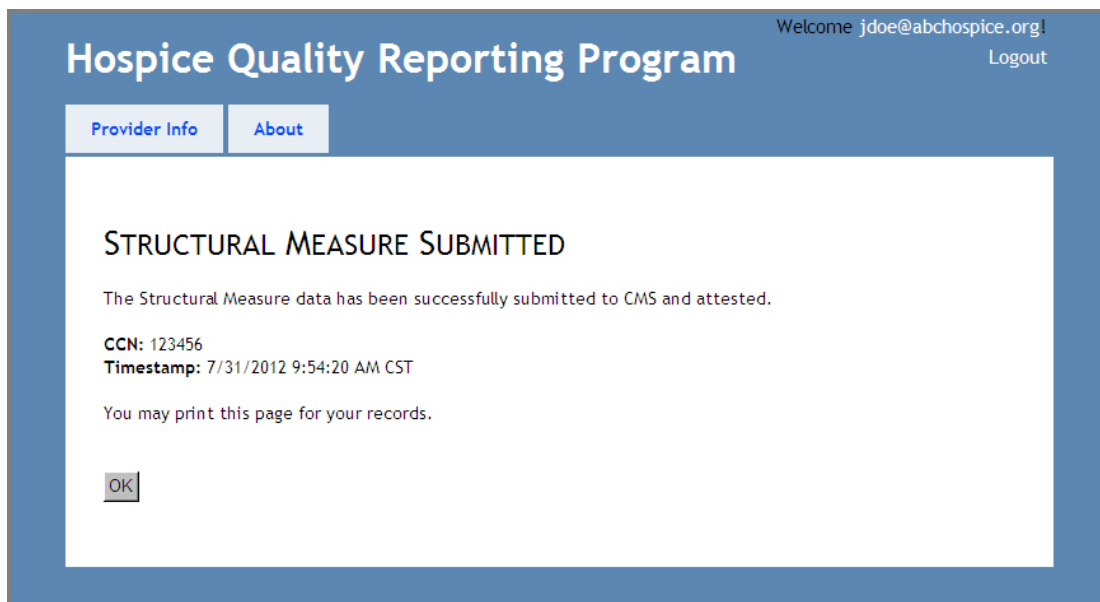 Welcome jdoe@abchospice.org!
Hospice Quality Reporting Program
Logout
Provider Info
About
STRUCTURAL MEASURE SUBMITTED
The Structural Measure data has been successfully submitted to CMS and attested.
CCN: 123456
Timestamp: 7/31/2012 9:54:20 AM CST
You may print this page for your records.
OK